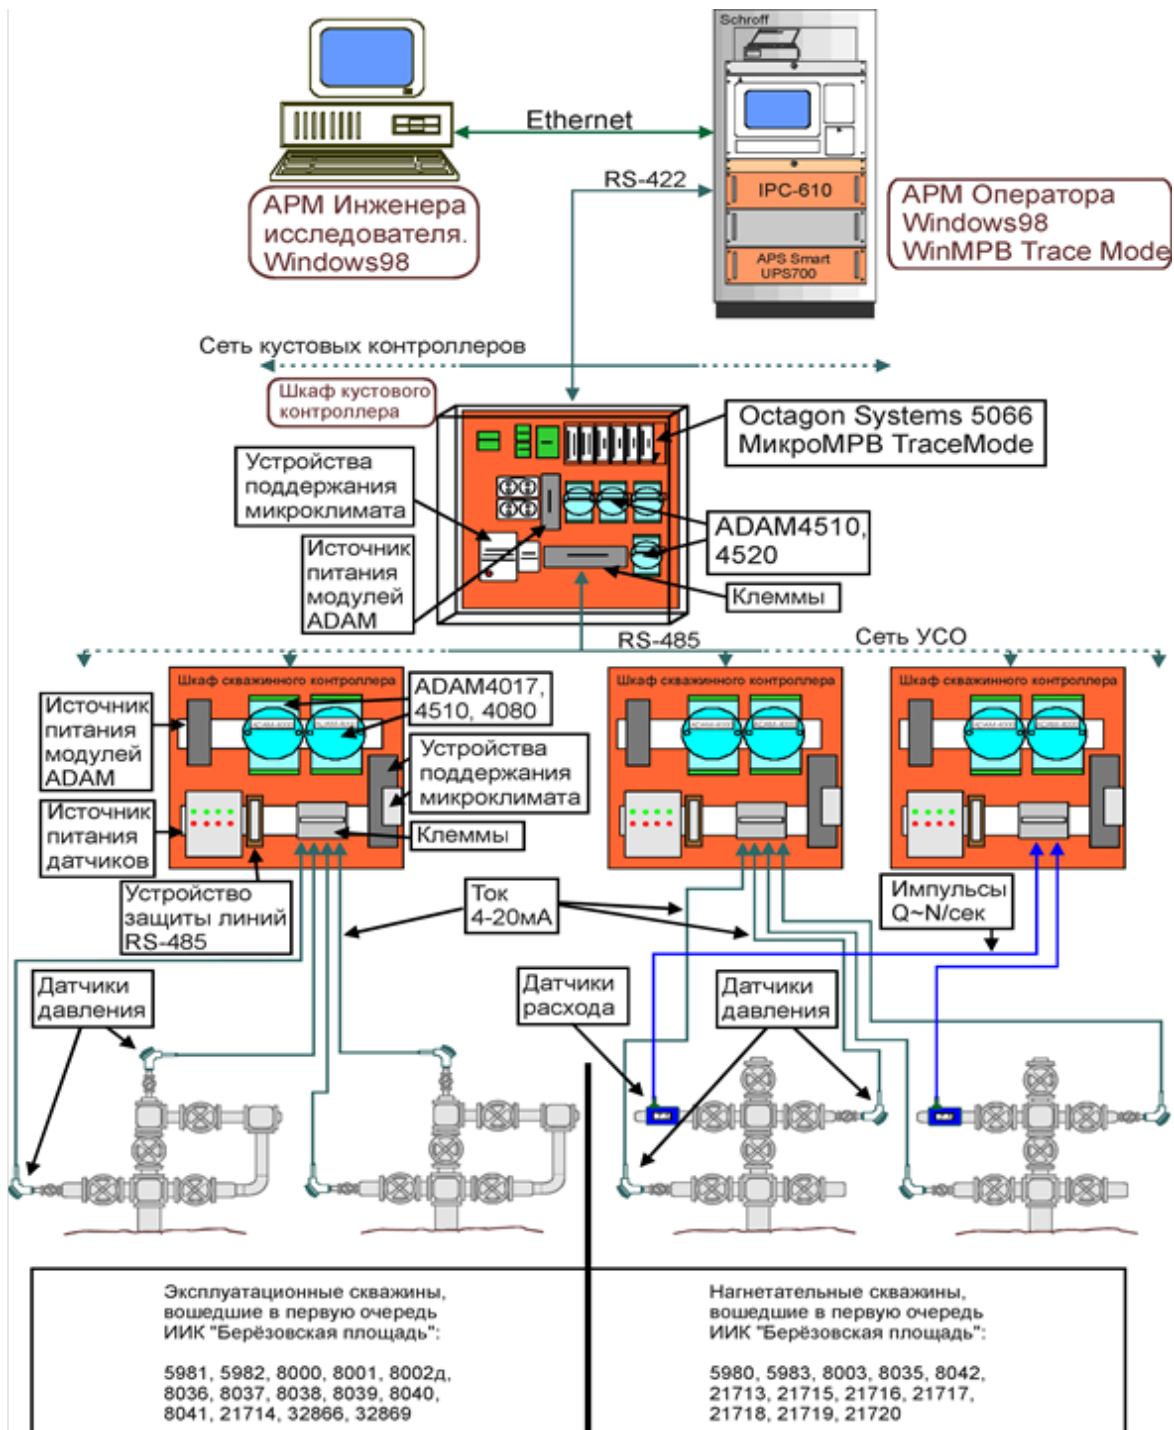 Schroff
Ethernet
RS-422
IPC-610
APS Smart
UPS700
АРМ Инженера
исследователя.
Windows98
АРМ Оператора
Windows98
WinMPB Trace Mode
Сеть кустовых контроллеров
Шкаф кустового
контроллера
Octagon Systems 5066
МикроМРВ TraceMode
Устройства
поддержания
микроклимата
ADAM4510,
4520
Источник
питания
модулей
ADAM
Клеммы
RS-485
Сеть УСО
Шкаф скважинного контроллера
Шкаф скважинного контроллера
Шкаф скважинного контроллера
Источник
питания
модулей
ADAM
ADAM4017,
4510, 4080
Устройства
поддержания
микроклимата
Источник
питания
датчиков
Клеммы
Устройство
защиты линий
RS-485
Ток
4-20мА
Импульсы
Q~N/сек
Датчики
давления
Датчики
расхода
Датчики
давления
Эксплуатационные скважины,
вошедшие в первую очередь
ИИК "Берёзовская площадь":
5981, 5982, 8000, 8001, 8002д,
8036, 8037, 8038, 8039, 8040,
8041, 21714, 32866, 32869
Нагнетательные скважины,
вошедшие в первую очередь
ИИК "Берёзовская площадь":
5980, 5983, 8003, 8035, 8042,
21713, 21715, 21716, 21717,
21718, 21719, 21720